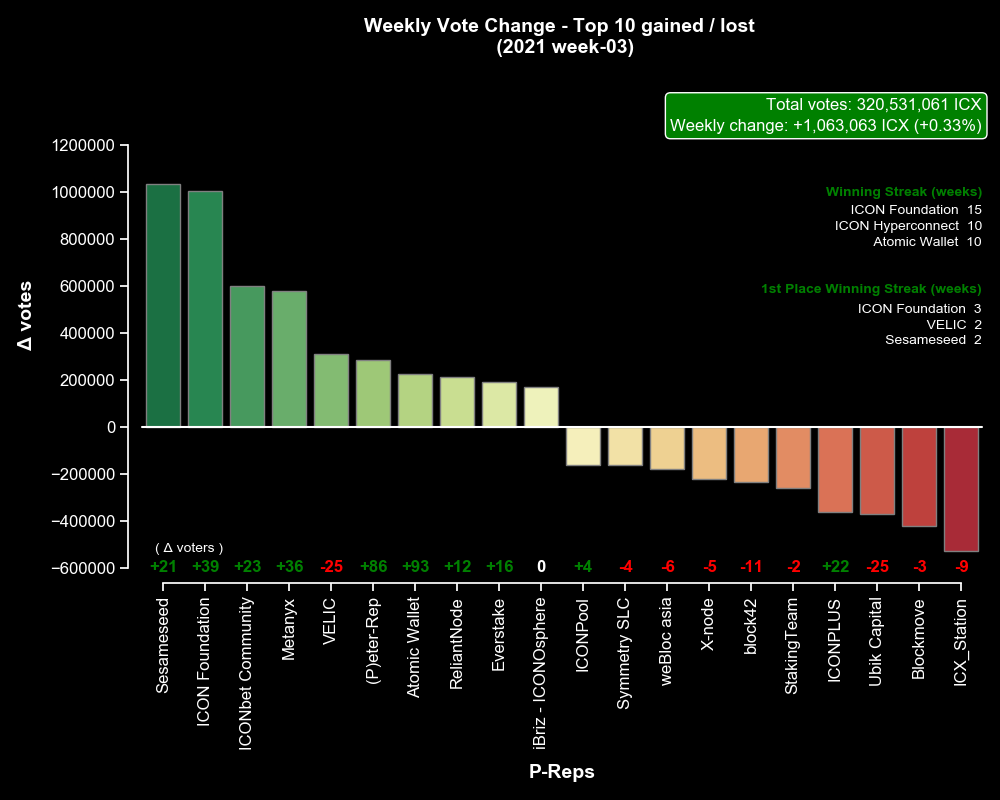 Weekly Vote Change - Top 10 gained / lost
(2021 week-03)
Total votes: 320,531,061 ICX
Weekly change: +1,063,063 ICX (+0.33%)
Winning Streak (weeks)
ICON Foundation 15
ICON Hyperconnect 10
Atomic Wallet 10
1st Place Winning Streak (weeks)
ICON Foundation 3
VELIC 2
Sesameseed 2
Δ votes
1200000
1000000
800000
600000
400000
200000
0
−200000
−400000
−600000
( Δ voters )
+21 +39 +23 +36 -25 +86 +93 +12 +16 0 +4 -4 -6 -5 -11 -2 +22 -25 -3 -9
Sesameseed
ICON Foundation
ICONbet Community
Metanyx
VELIC
(P)eter-Rep
Atomic Wallet
ReliantNode
Everstake
iBriz - ICONOsphere
ICONPool
Symmetry SLC
weBloc asia
X-node
block42
StakingTeam
ICONPLUS
Ubik Capital
Blockmove
ICX_Station
P-Reps